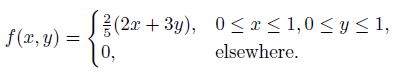 f(x, y) = { 2/5 (2x + 3y), 0 ≤ x ≤ 1, 0 ≤ y ≤ 1,
0, elsewhere.